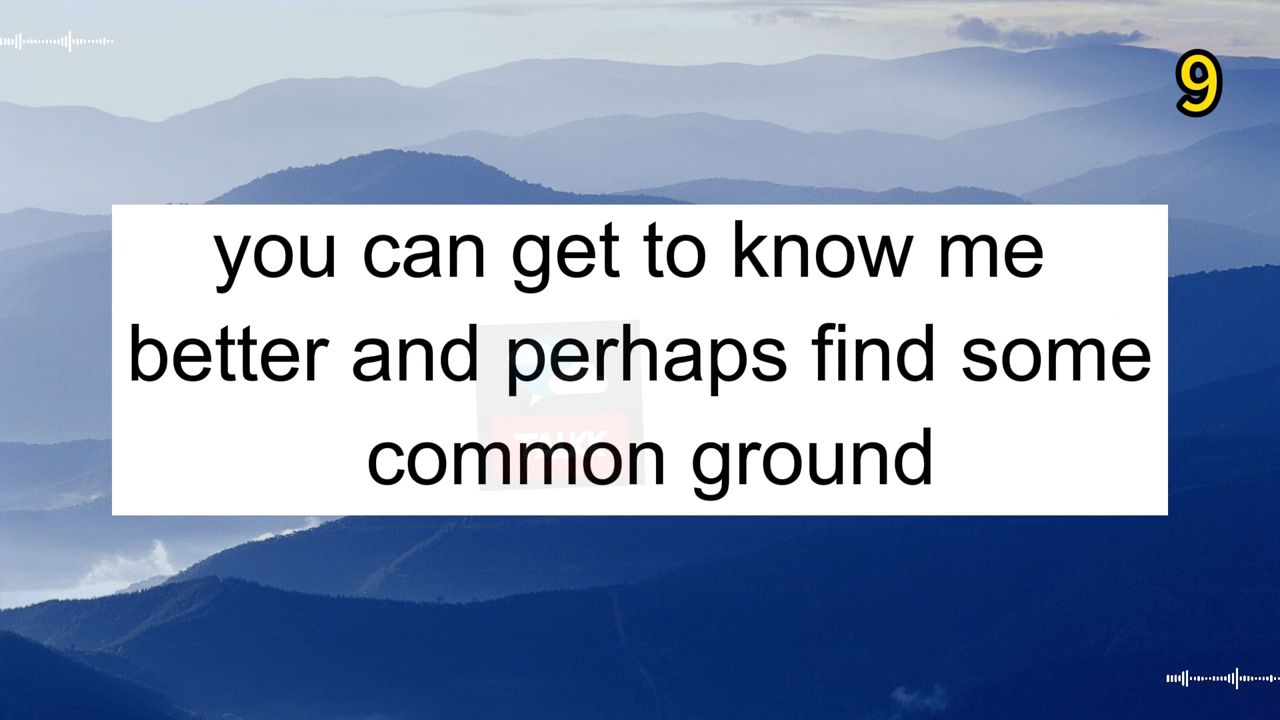 9
you can get to know me
better and perhaps find some
common ground